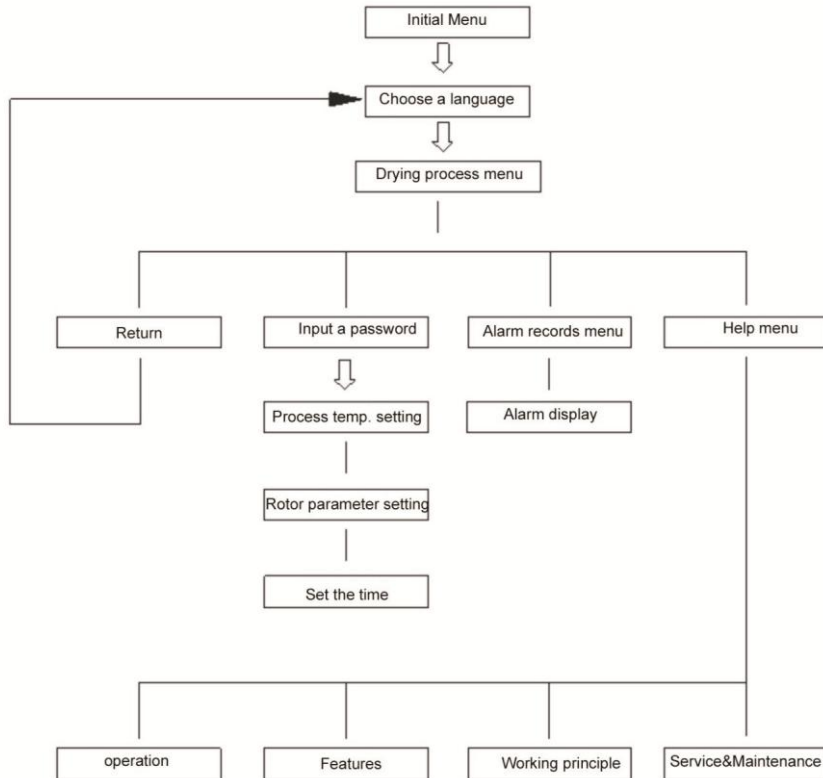 Initial Menu
Choose a language
Drying process menu
Return
Input a password
Alarm records menu
Help menu
Process temp. setting
Alarm display
Rotor parameter setting
Set the time
operation
Features
Working principle
Service&Maintenance